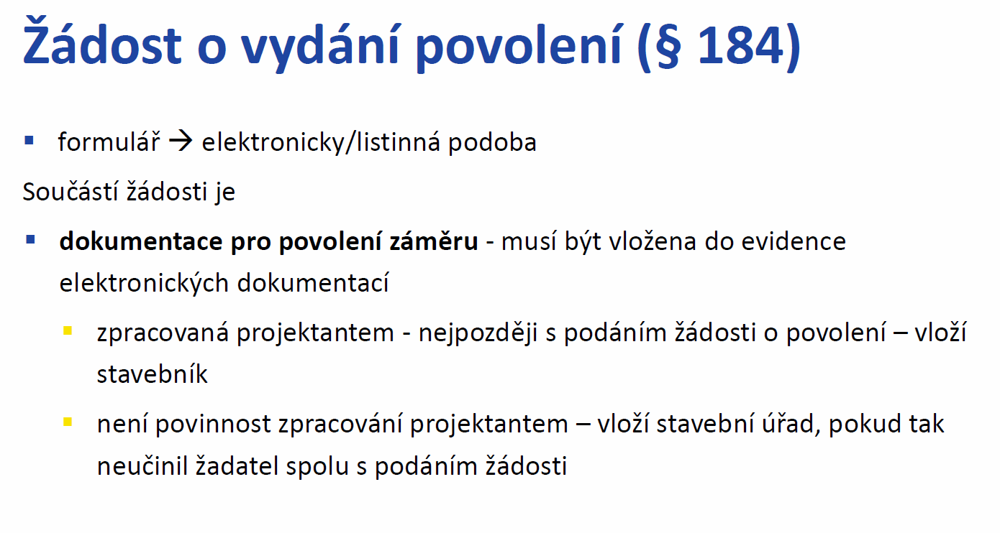 Žádost o vydání povolení (§ 184)
▪ formulář → elektronicky/listinná podoba
Součástí žádosti je
▪ dokumentace pro povolení záměru - musí být vložena do evidence
elektronických dokumentací
▪ zpracovaná projektantem - nejpozději s podáním žádosti o povolení – vloží
stavebník
▪ není povinnost zpracování projektantem – vloží stavební úřad, pokud tak
neučinil žadatel spolu s podáním žádosti